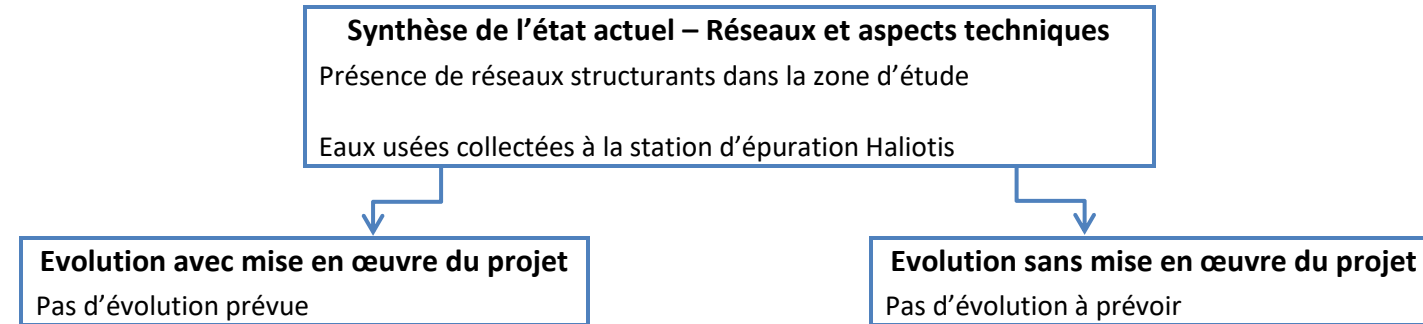 Synthèse de l’état actuel – Réseaux et aspects techniques
Présence de réseaux structurants dans la zone d’étude
Eaux usées collectées à la station d’épuration Haliotis
Evolution avec mise en œuvre du projet
Pas d’évolution prévue
Evolution sans mise en œuvre du projet
Pas d’évolution à prévoir